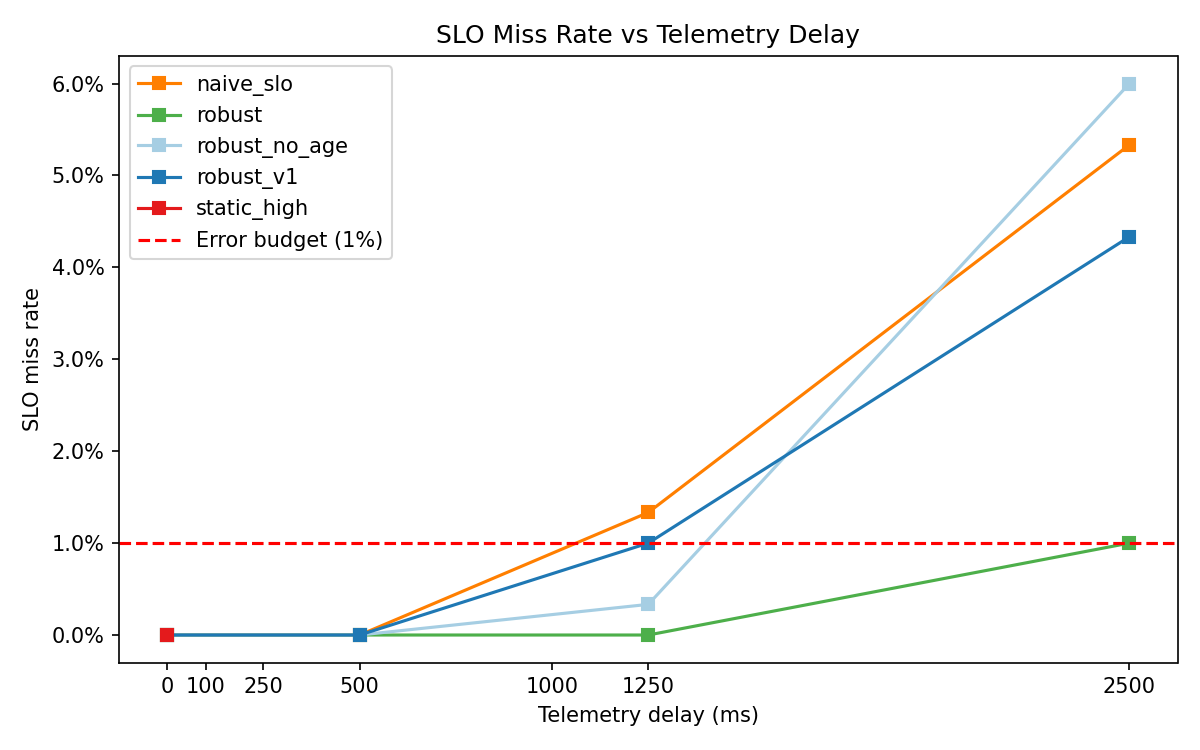 SLO Miss Rate vs Telemetry Delay
naive_slo
robust
robust_no_age
robust_v1
static_high
Error budget (1%)
SLO miss rate
6.0%
5.0%
4.0%
3.0%
2.0%
1.0%
0.0%
0 100 250 500 1000 1250 2500
Telemetry delay (ms)